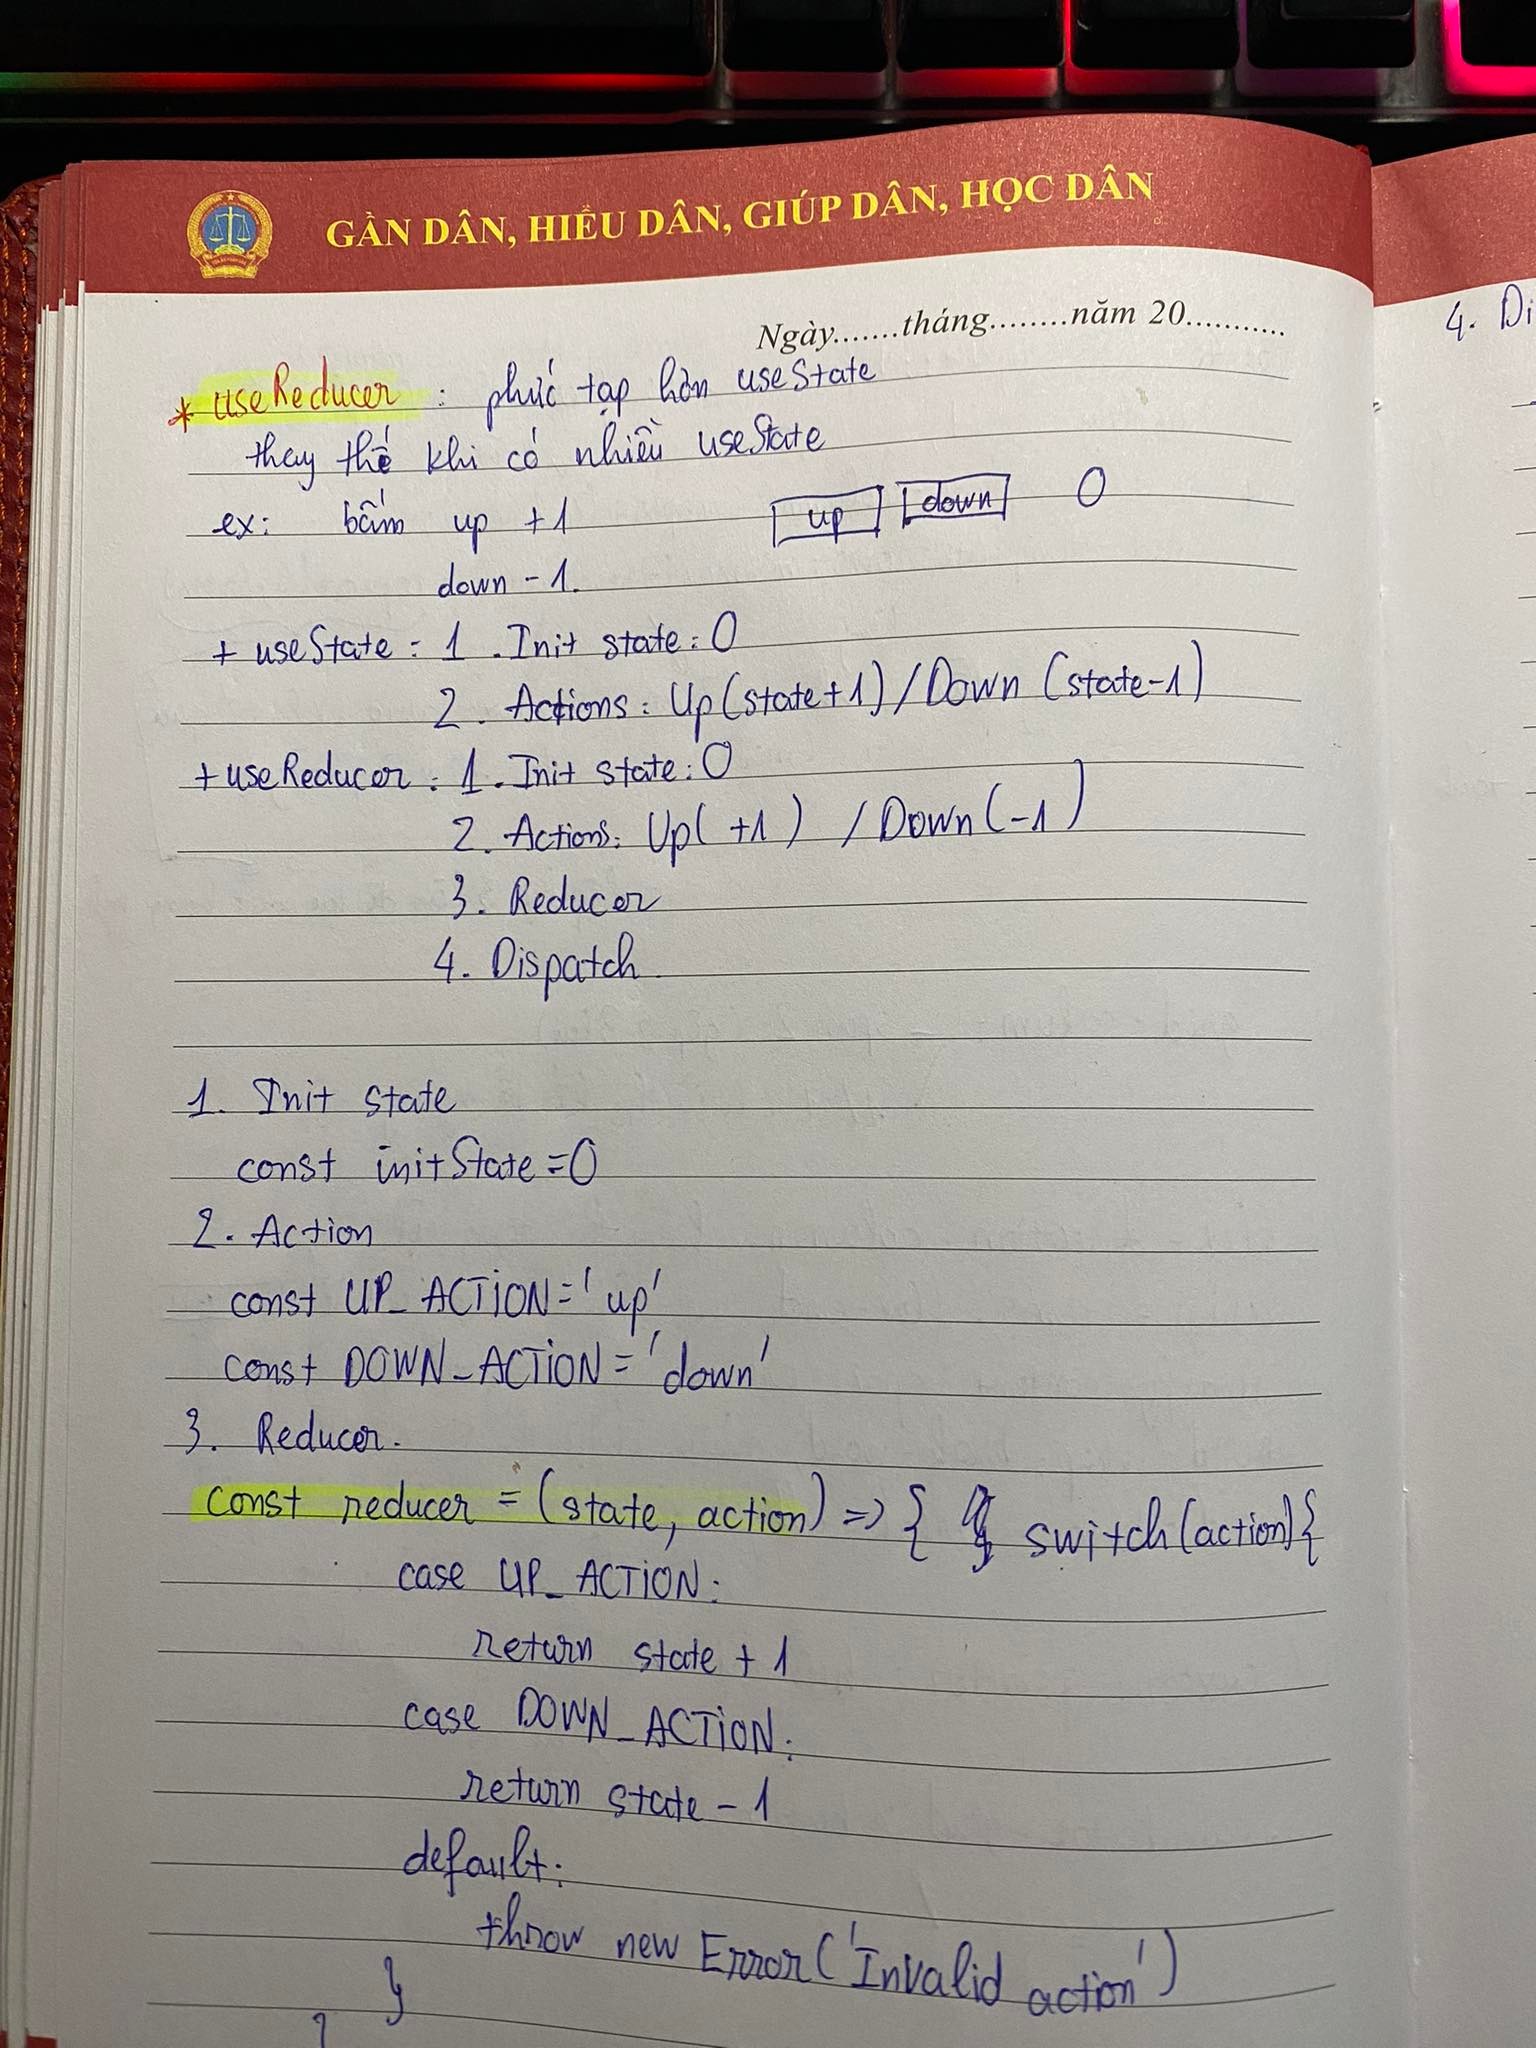 GẦN DÂN, HIỂU DÂN, GIÚP DÂN, HỌC DÂN
Ngày.......tháng........năm 20...........
* useReducer : phức tạp hơn useState
thay thế khi có nhiều useState
ex: bấm up +1 up down 0
down -1.
+ useState : 1. Init state: 0
2. Actions: Up(state+1) / Down (state-1)
+ useReducer : 1. Init state: 0
2. Actions: Up( +1 ) / Down(-1)
3. Reducer
4. Dispatch
1. Init state
const initState = 0
2. Action
const UP_ACTION = 'up'
const DOWN_ACTION = 'down'
3. Reducer.
const reducer = (state, action) => { switch(action){
case UP_ACTION:
return state + 1
case DOWN_ACTION:
return state - 1
default:
throw new Error('Invalid action')
}
4. Di